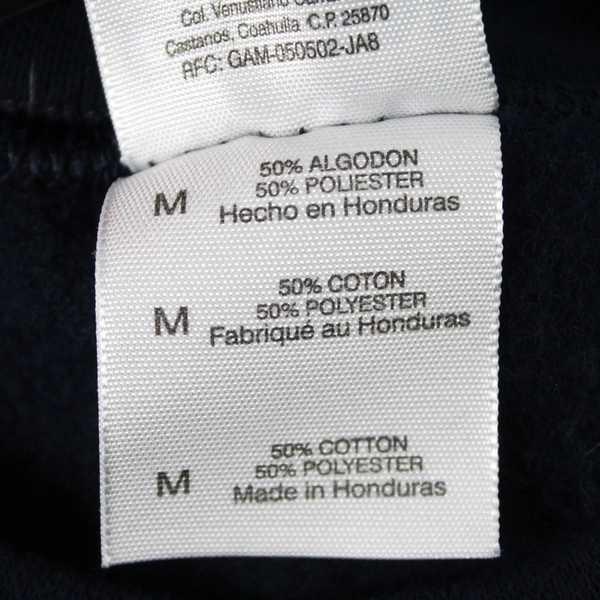 Col.
Castanos, Coahuila C.P. 25870
RFC: GAM-050502-JA8
M
50% ALGODON
50% POLIESTER
Hecho en Honduras
M
50% COTON
50% POLYESTER
Fabriqué au Honduras
M
50% COTTON
50% POLYESTER
Made in Honduras